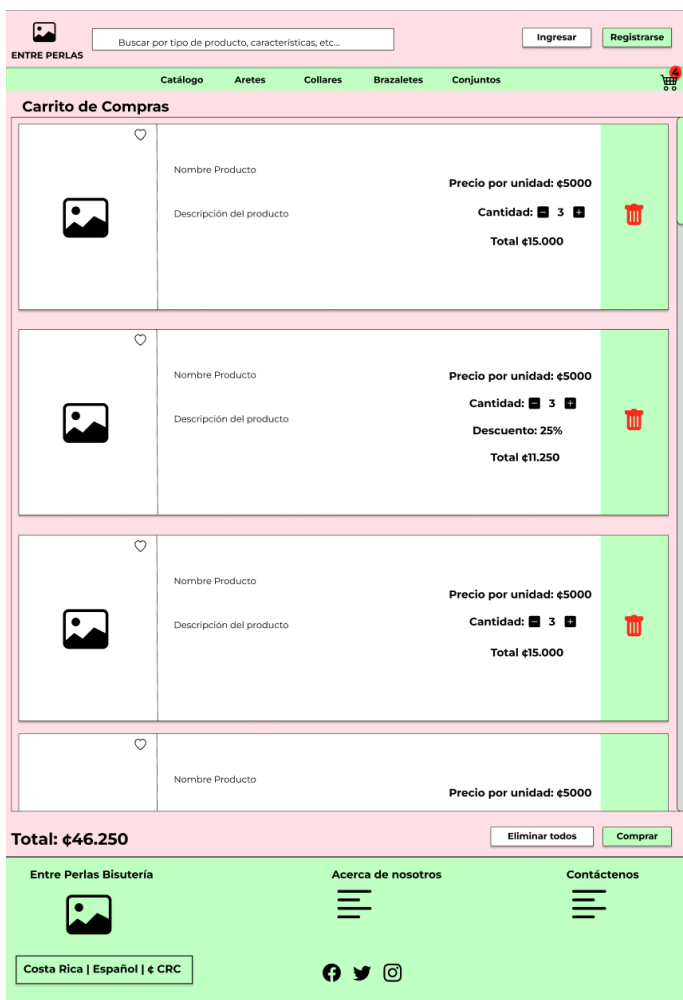 ENTRE PERLAS
Buscar por tipo de producto, características, etc...
Ingresar
Registrarse
Catálogo
Aretes
Collares
Brazaletes
Conjuntos
4
Carrito de Compras
Nombre Producto
Descripción del producto
Precio por unidad: ¢5000
Cantidad: 3
Total ¢15.000
Nombre Producto
Descripción del producto
Precio por unidad: ¢5000
Cantidad: 3
Descuento: 25%
Total ¢11.250
Nombre Producto
Descripción del producto
Precio por unidad: ¢5000
Cantidad: 3
Total ¢15.000
Nombre Producto
Precio por unidad: ¢5000
Total: ¢46.250
Eliminar todos
Comprar
Entre Perlas Bisutería
Acerca de nosotros
Contáctenos
Costa Rica | Español | ¢ CRC